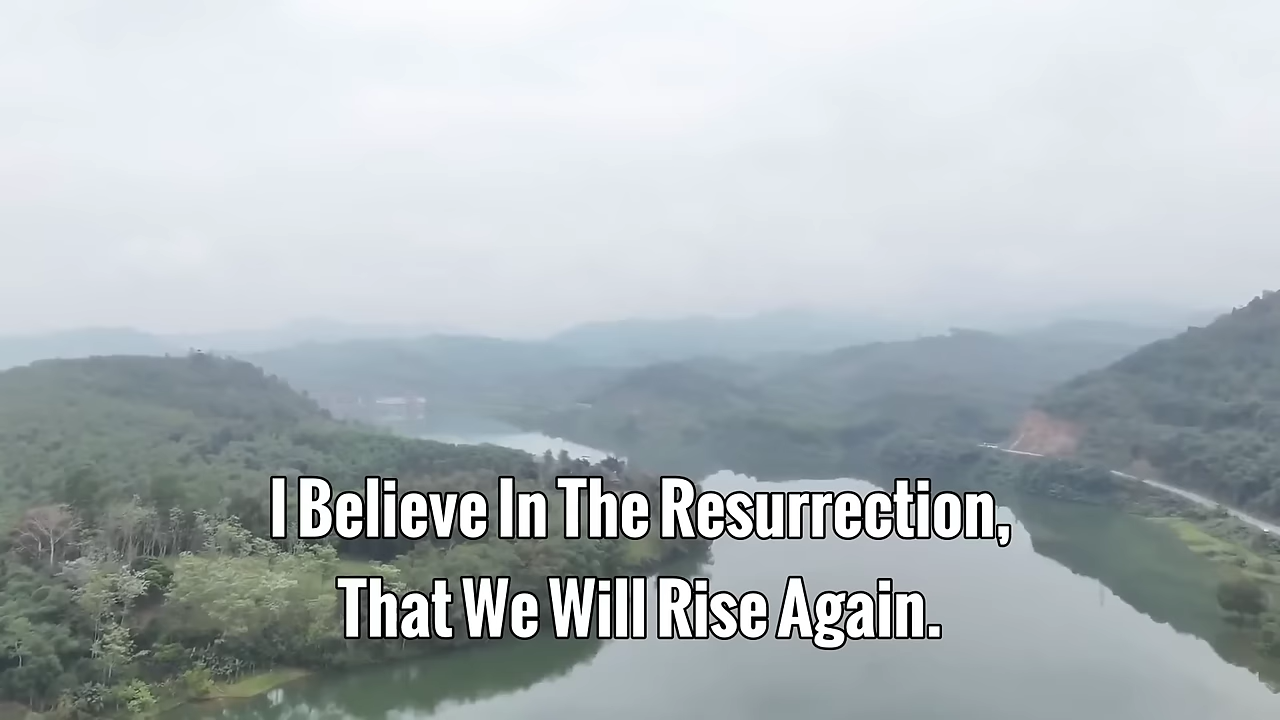 I Believe In The Resurrection,
That We Will Rise Again.